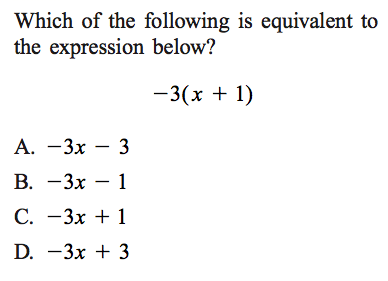 Which of the following is equivalent to
the expression below?
−3(x + 1)
A. −3x − 3
B. −3x − 1
C. −3x + 1
D. −3x + 3